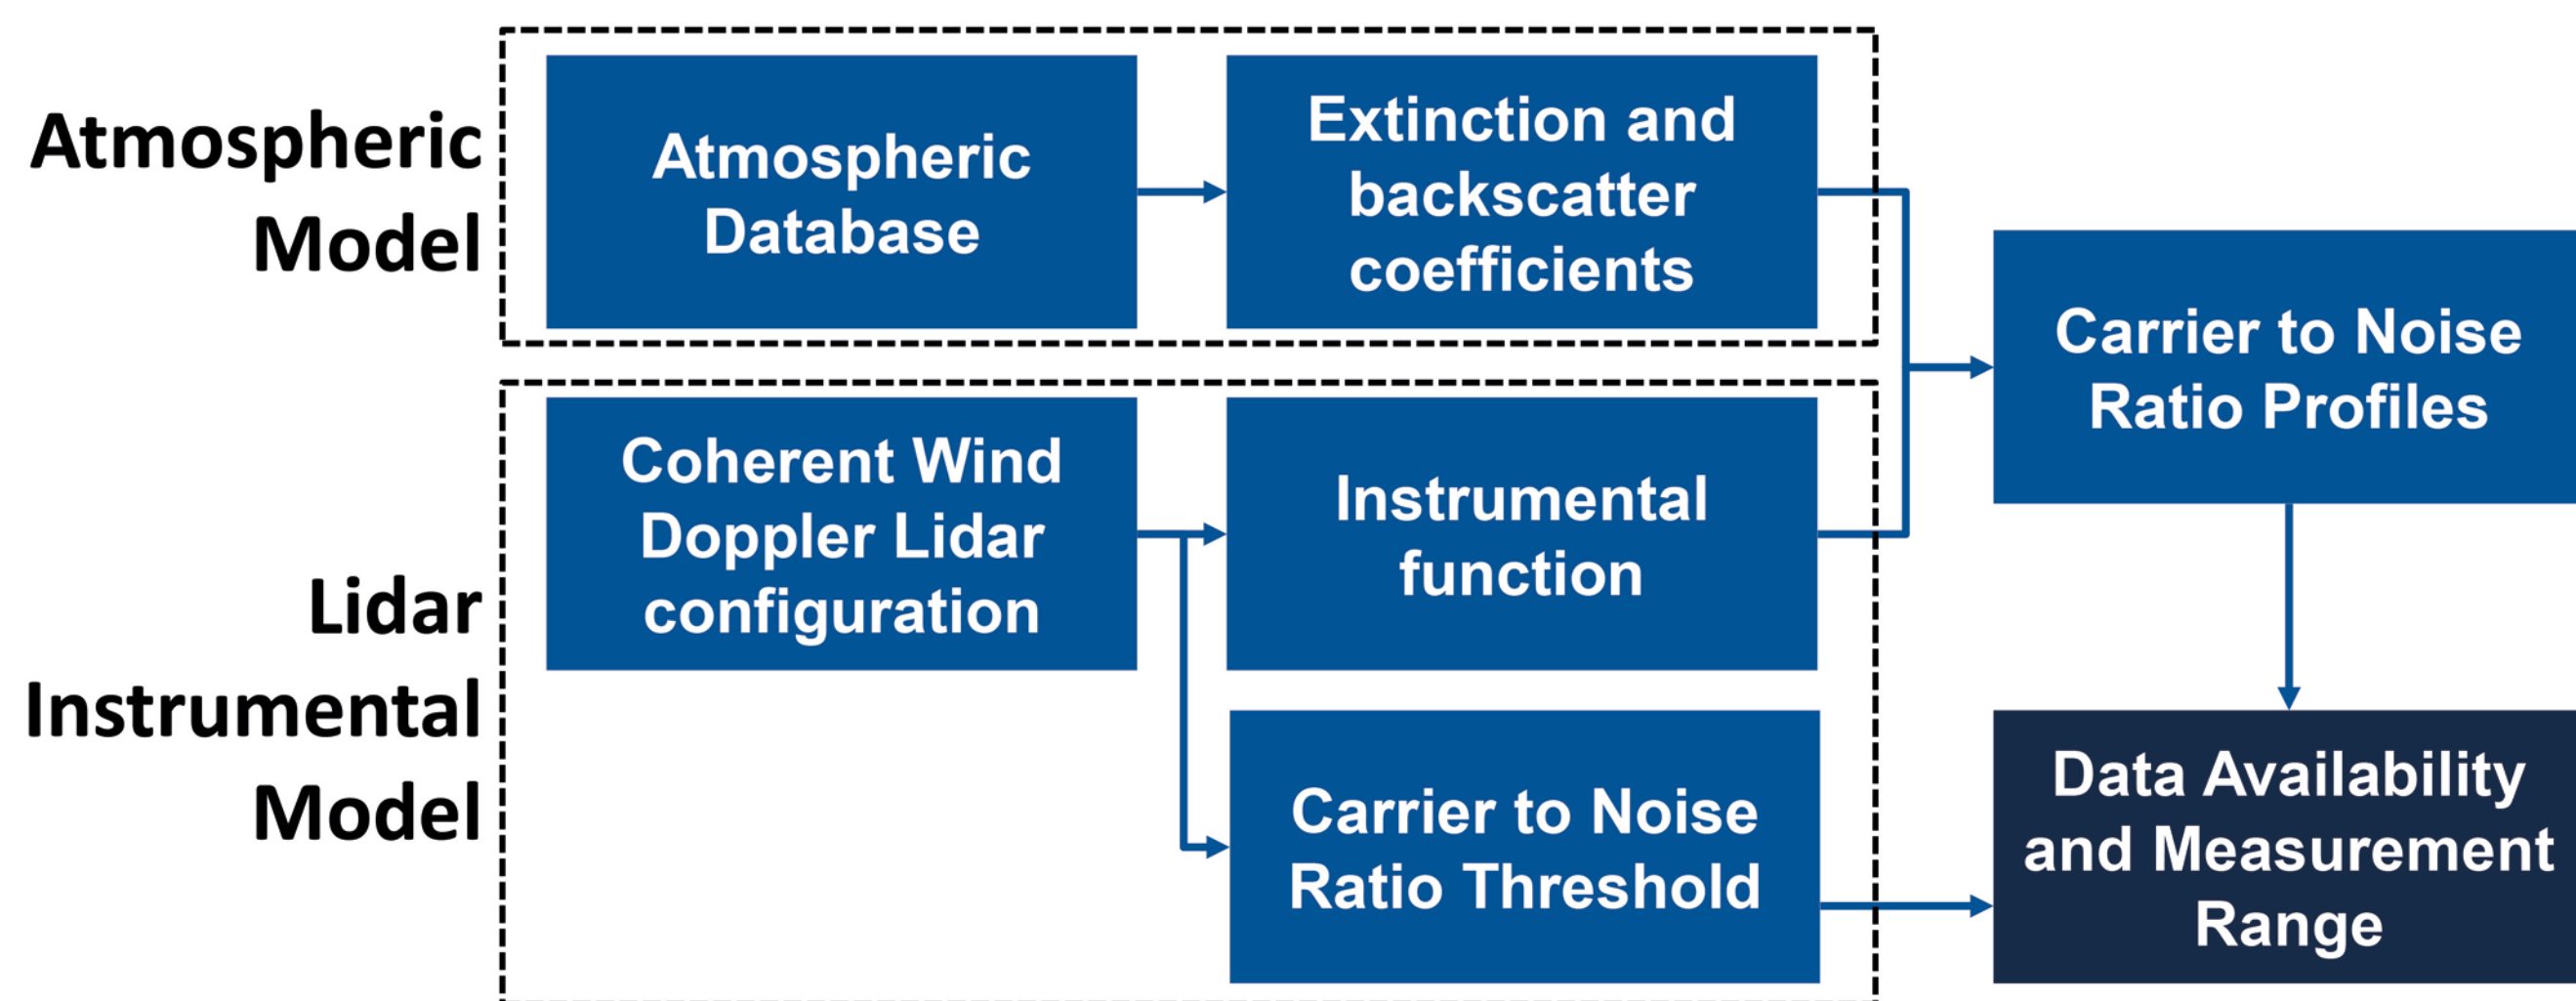 Atmospheric
Model
Atmospheric
Database
Extinction and
backscatter
coefficients
Carrier to Noise
Ratio Profiles
Lidar
Instrumental
Model
Coherent Wind
Doppler Lidar
configuration
Instrumental
function
Carrier to Noise
Ratio Threshold
Data Availability
and Measurement
Range